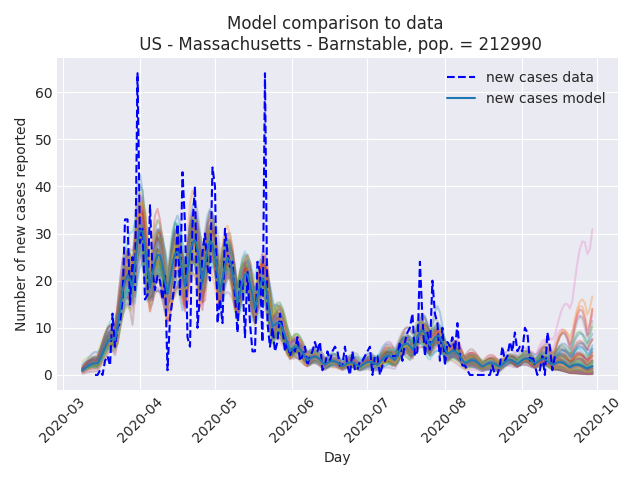 Model comparison to data
US - Massachusetts - Barnstable, pop. = 212990
new cases data
new cases model
Number of new cases reported
60
50
40
30
20
10
0
2020-03
2020-04
2020-05
2020-06
2020-07
2020-08
2020-09
2020-10
Day